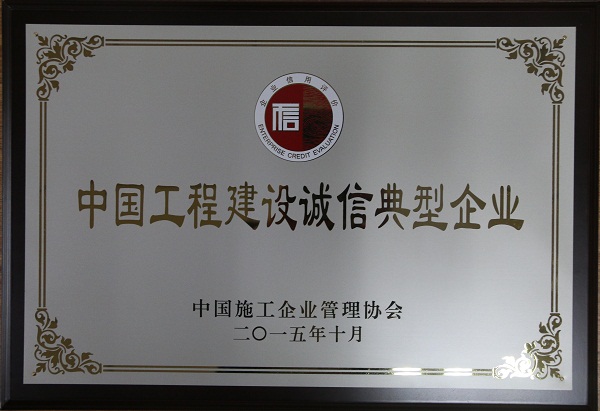 企业信用评价
信
ENTERPRISE CREDIT EVALUATION
中国工程建设诚信典型企业
中国施工企业管理协会
二〇一五年十月